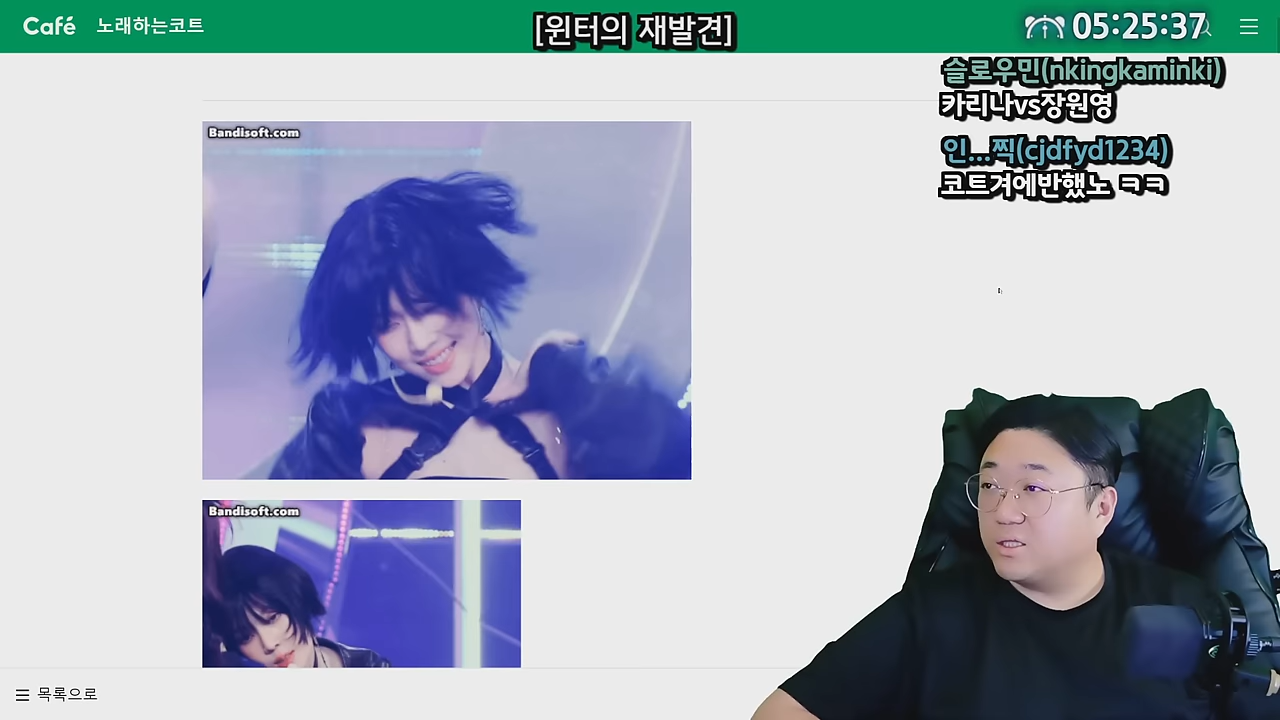 Café 노래하는코트
[윈터의 재발견]
05:25:37
슬로우민(nkingkaminki)
카리나vs장원영
인...찍(cjdfyd1234)
코트겨에반했노 ㅋㅋ
Bandisoft.com
Bandisoft.com
목록으로